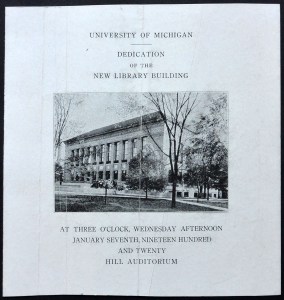 UNIVERSITY OF MICHIGAN
DEDICATION
OF THE
NEW LIBRARY BUILDING
AT THREE O'CLOCK, WEDNESDAY AFTERNOON
JANUARY SEVENTH, NINETEEN HUNDRED
AND TWENTY
HILL AUDITORIUM